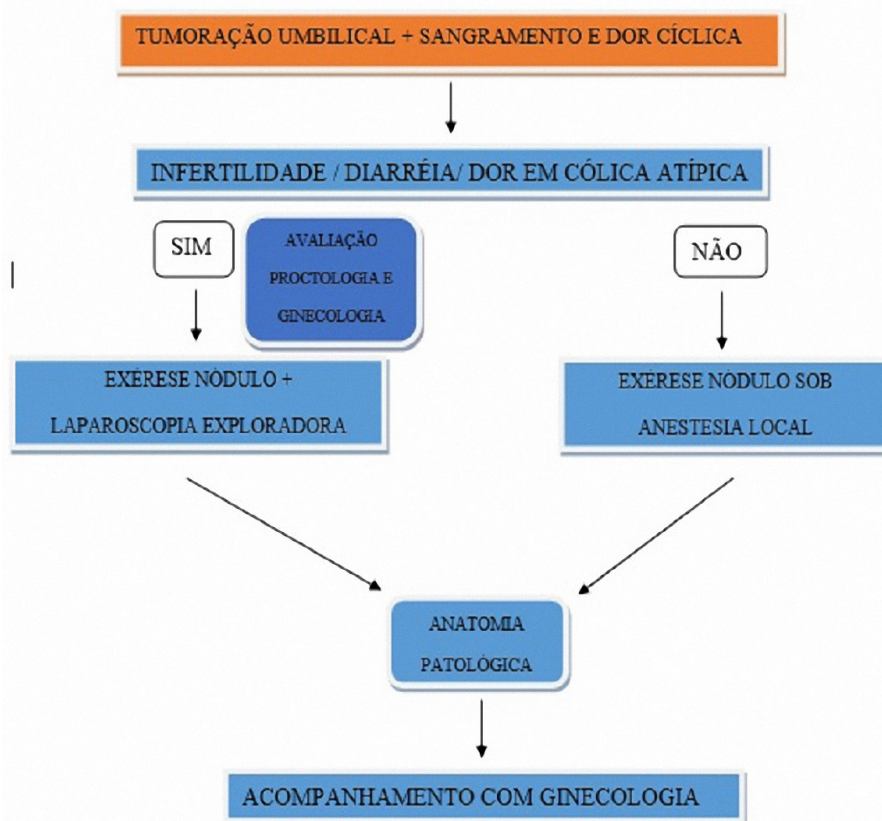 TUMORAÇÃO UMBILICAL + SANGRAMENTO E DOR CÍCLICA
INFERTILIDADE / DIARRÉIA/ DOR EM CÓLICA ATÍPICA
SIM
AVALIAÇÃO
PROCTOLOGIA E
GINECOLOGIA
NÃO
EXÉRESE NÓDULO +
LAPAROSCOPIA EXPLORADORA
EXÉRESE NÓDULO SOB
ANESTESIA LOCAL
ANATOMIA
PATOLÓGICA
ACOMPANHAMENTO COM GINECOLOGIA